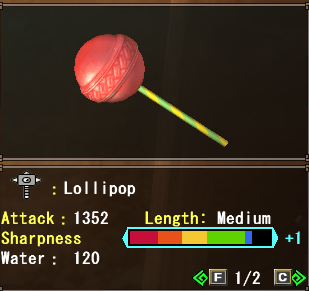 : Lollipop
Attack : 1352 Length: Medium
Sharpness +1
Water : 120
F 1/2 C